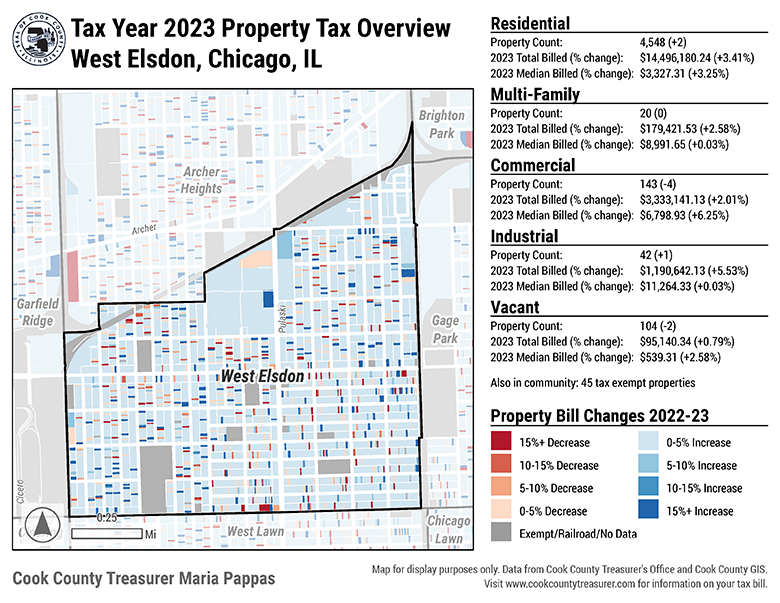 Tax Year 2023 Property Tax Overview
West Elsdon, Chicago, IL
Brighton
Park
Archer
Heights
Archer
Garfield
Ridge
Pulaski
Gage
Park
West Elsdon
Cicero
0.25
Mi
West Lawn
Chicago
Lawn
Residential
Property Count: 4,548 (+2)
2023 Total Billed (% change): $14,496,180.24 (+3.41%)
2023 Median Billed (% change): $3,327.31 (+3.25%)
Multi-Family
Property Count: 20 (0)
2023 Total Billed (% change): $179,421.53 (+2.58%)
2023 Median Billed (% change): $8,991.65 (+0.03%)
Commercial
Property Count: 143 (-4)
2023 Total Billed (% change): $3,333,141.13 (+2.01%)
2023 Median Billed (% change): $6,798.93 (+6.25%)
Industrial
Property Count: 42 (+1)
2023 Total Billed (% change): $1,190,642.13 (+5.53%)
2023 Median Billed (% change): $11,264.33 (+0.03%)
Vacant
Property Count: 104 (-2)
2023 Total Billed (% change): $95,140.34 (+0.79%)
2023 Median Billed (% change): $539.31 (+2.58%)
Also in community: 45 tax exempt properties
Property Bill Changes 2022-23
15%+ Decrease
10-15% Decrease
5-10% Decrease
0-5% Decrease
Exempt/Railroad/No Data
0-5% Increase
5-10% Increase
10-15% Increase
15%+ Increase
Cook County Treasurer Maria Pappas
Map for display purposes only. Data from Cook County Treasurer's Office and Cook County GIS.
Visit www.cookcountytreasurer.com for information on your tax bill.